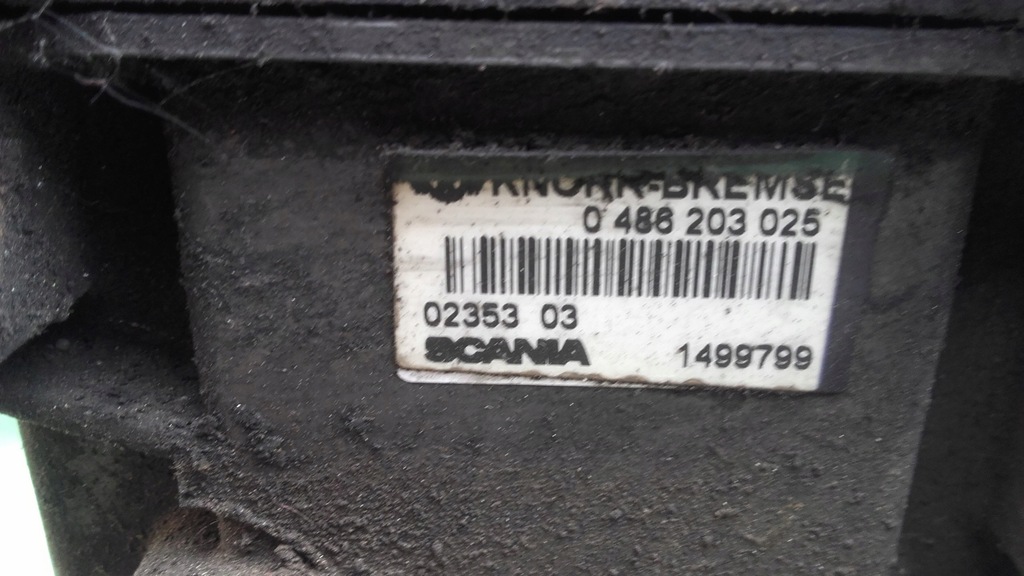 KNORR-BREMSE
0 486 203 025
02353 03
SCANIA 1499799